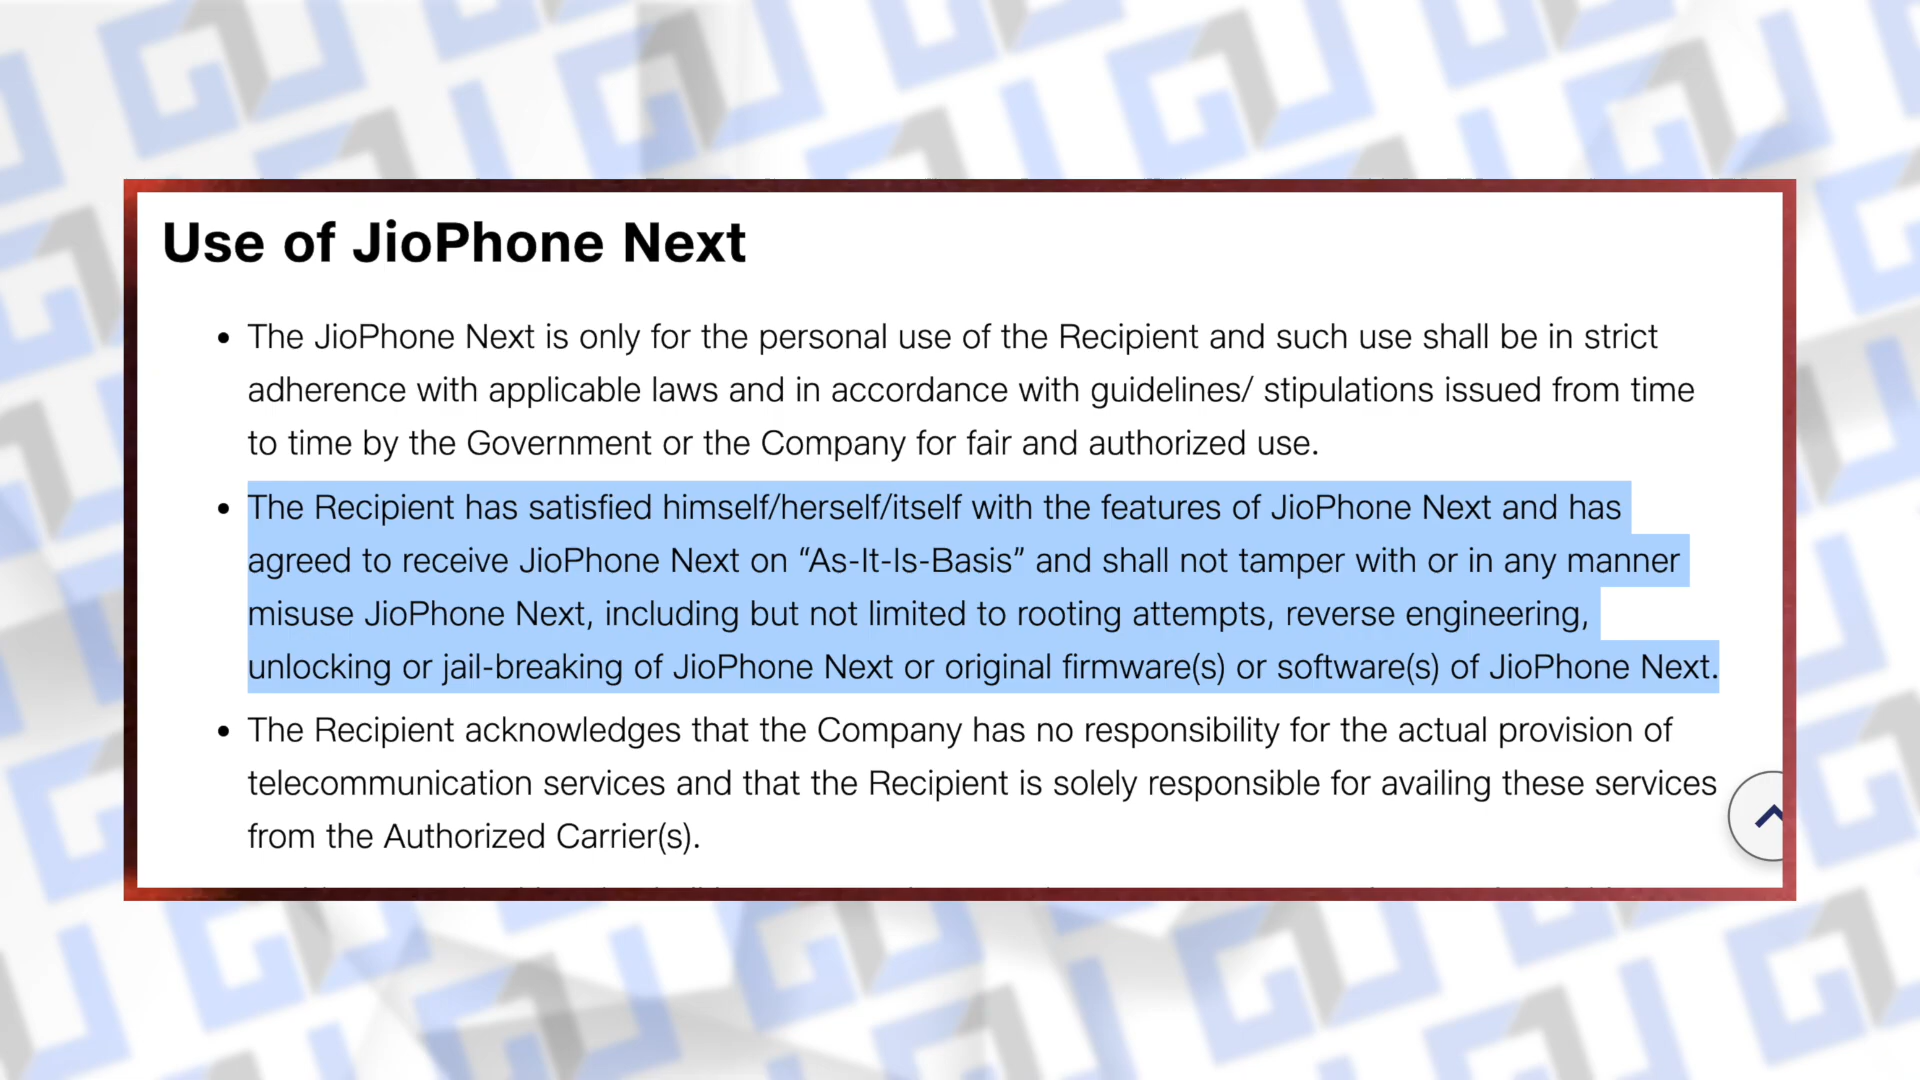 Use of JioPhone Next
The JioPhone Next is only for the personal use of the Recipient and such use shall be in strict
adherence with applicable laws and in accordance with guidelines/ stipulations issued from time
to time by the Government or the Company for fair and authorized use.
The Recipient has satisfied himself/herself/itself with the features of JioPhone Next and has
agreed to receive JioPhone Next on “As-It-Is-Basis” and shall not tamper with or in any manner
misuse JioPhone Next, including but not limited to rooting attempts, reverse engineering,
unlocking or jail-breaking of JioPhone Next or original firmware(s) or software(s) of JioPhone Next.
The Recipient acknowledges that the Company has no responsibility for the actual provision of
telecommunication services and that the Recipient is solely responsible for availing these services
from the Authorized Carrier(s).